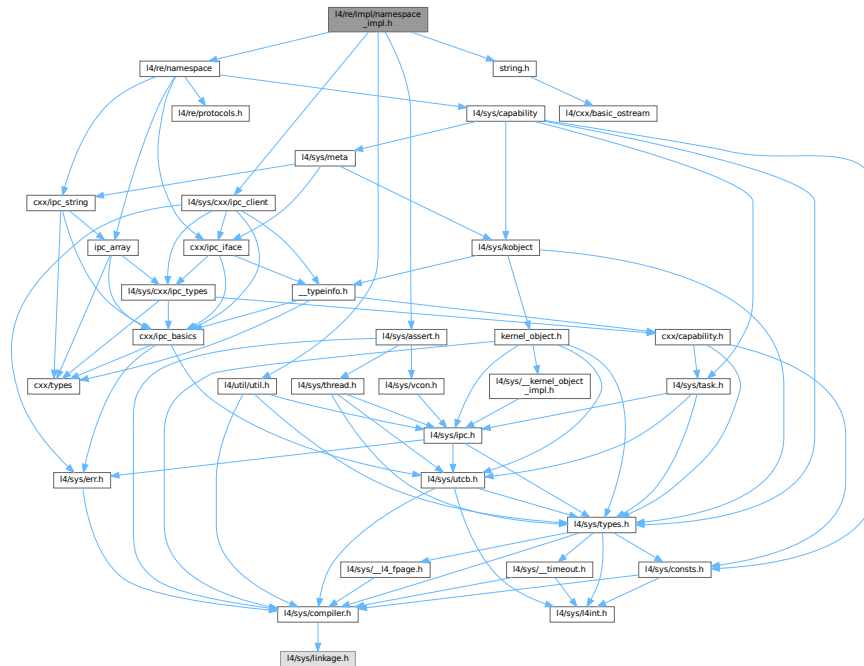 l4/re/impl/namespace
_impl.h
l4/re/namespace
string.h
l4/re/protocols.h
l4/sys/capability
l4/cxx/basic_ostream
l4/sys/meta
cxx/ipc_string
l4/sys/cxx/ipc_client
ipc_array
cxx/ipc_iface
l4/sys/kobject
l4/sys/cxx/ipc_types
__typeinfo.h
cxx/ipc_basics
l4/sys/assert.h
kernel_object.h
cxx/capability.h
cxx/types
l4/util/util.h
l4/sys/thread.h
l4/sys/vcon.h
l4/sys/__kernel_object
_impl.h
l4/sys/task.h
l4/sys/ipc.h
l4/sys/err.h
l4/sys/utcb.h
l4/sys/types.h
l4/sys/__l4_fpage.h
l4/sys/__timeout.h
l4/sys/consts.h
l4/sys/compiler.h
l4/sys/l4int.h
l4/sys/linkage.h